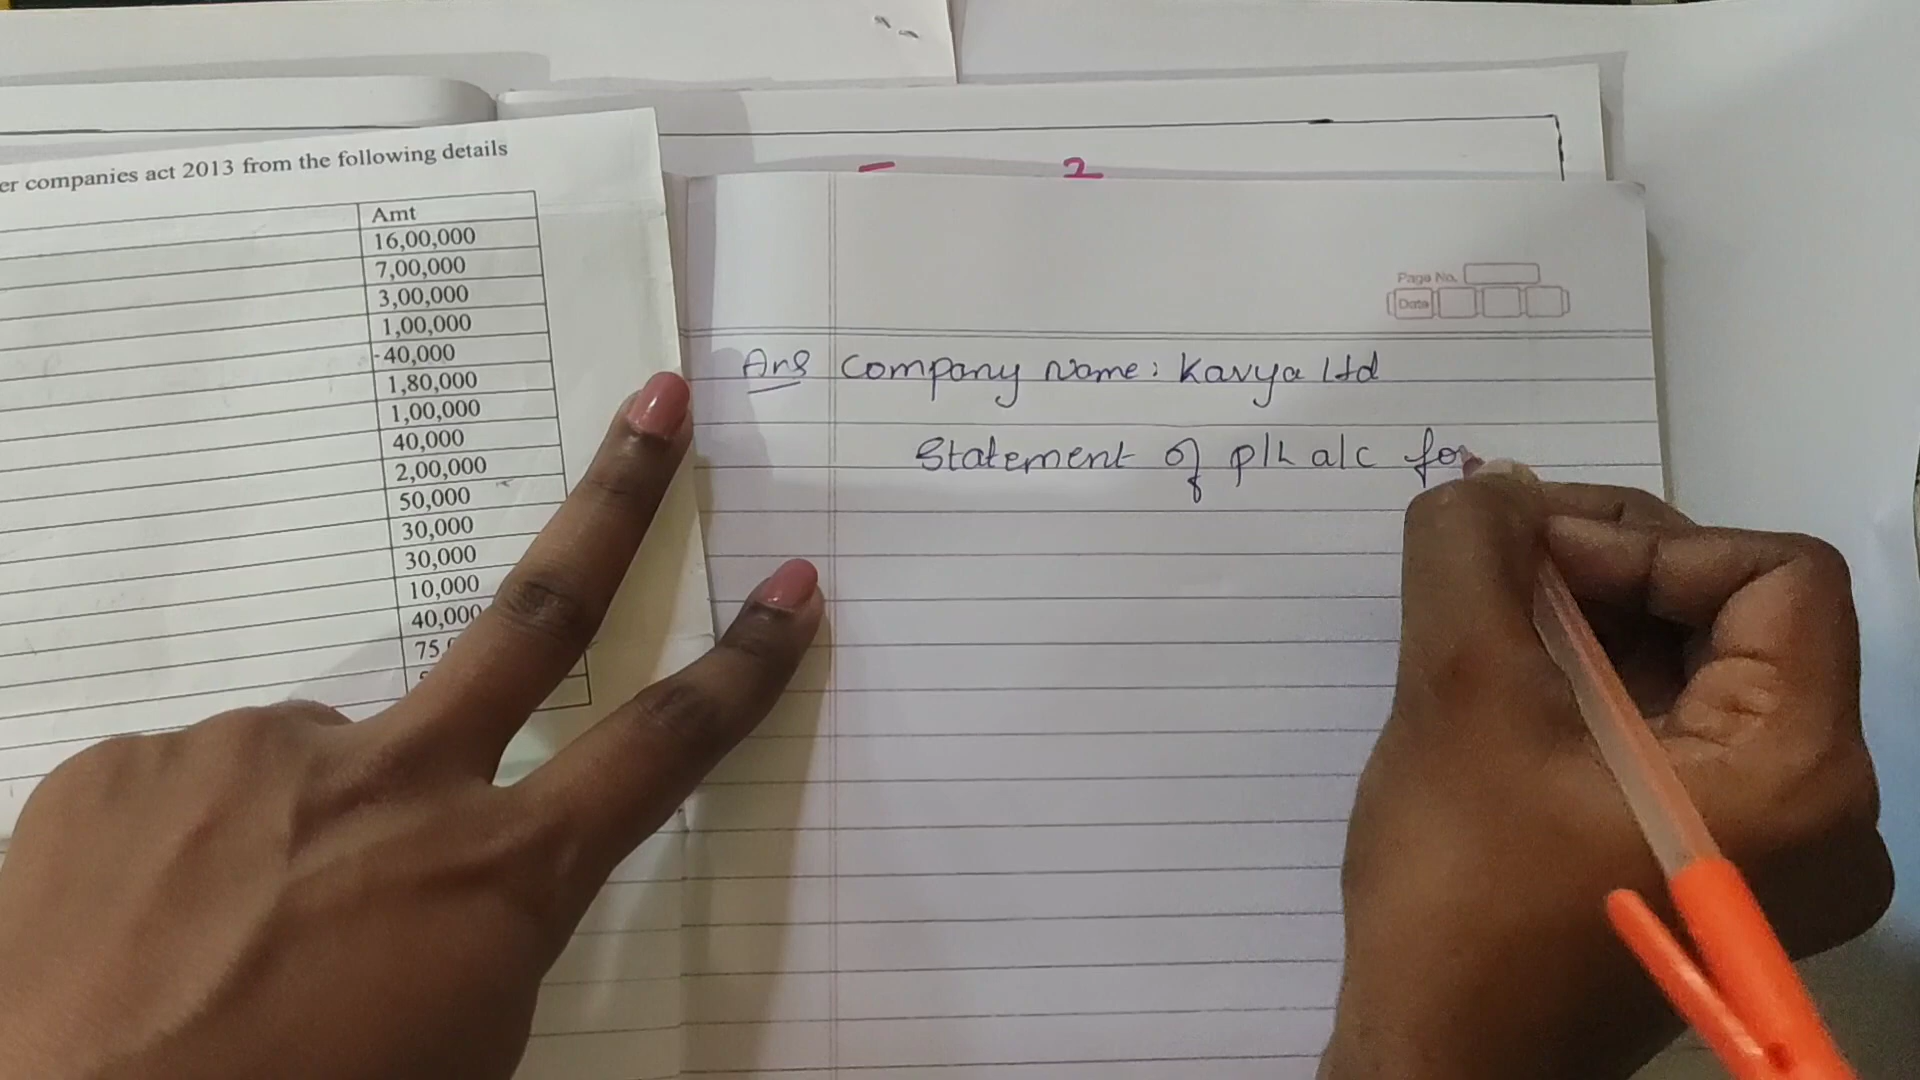 er companies act 2013 from the following details
Amt
16,00,000
7,00,000
3,00,000
1,00,000
-40,000
1,80,000
1,00,000
40,000
2,00,000
50,000
30,000
30,000
10,000
40,000
75
2
Page No.
Date
Ans Company Name: Kavya Ltd
Statement of p/L a/c for